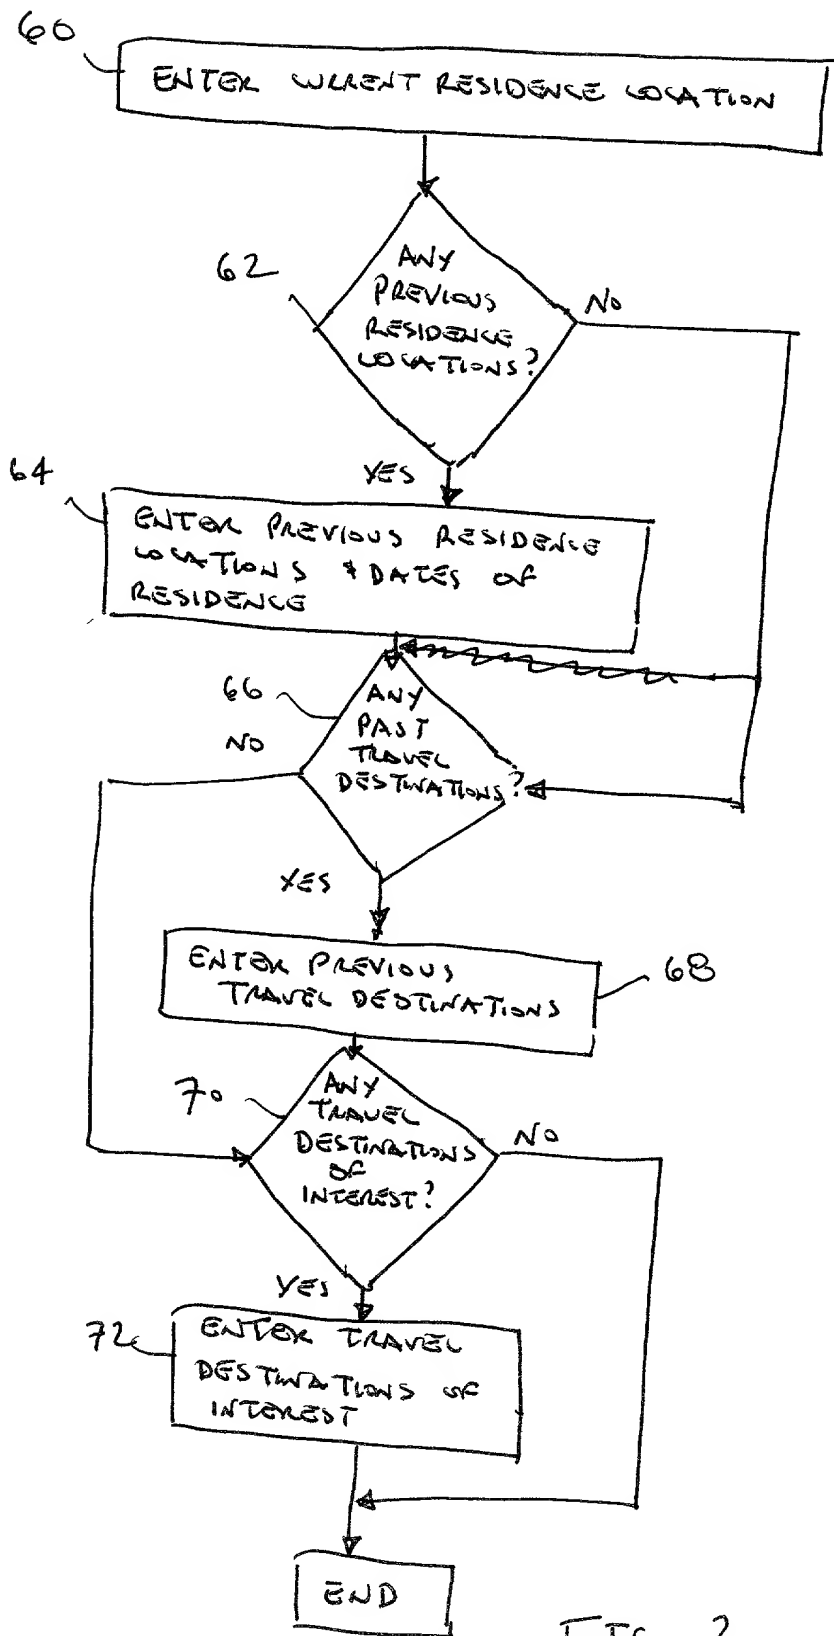 60
ENTER CURRENT RESIDENCE LOCATION
62
ANY
PREVIOUS
RESIDENCE
LOCATIONS?
NO
YES
64
ENTER PREVIOUS RESIDENCE
LOCATIONS & DATES OF
RESIDENCE
66
ANY
PAST
TRAVEL
DESTINATIONS?
NO
YES
ENTER PREVIOUS
TRAVEL DESTINATIONS
68
70
ANY
TRAVEL
DESTINATIONS
OF
INTEREST?
NO
YES
72
ENTER TRAVEL
DESTINATIONS OF
INTEREST
END